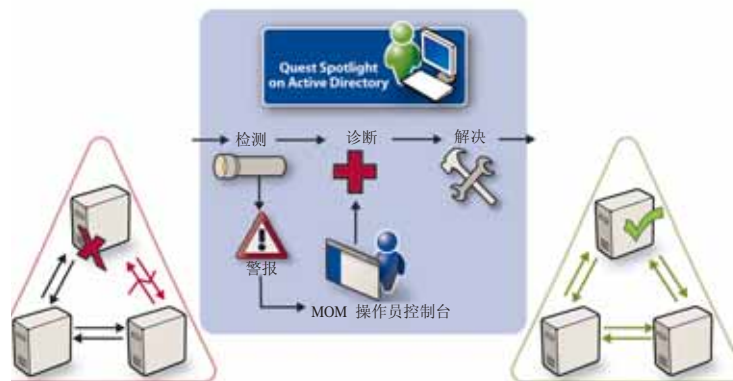 Quest Spotlight
on Active Directory
检测
诊断
解决
警报
MOM 操作员控制台